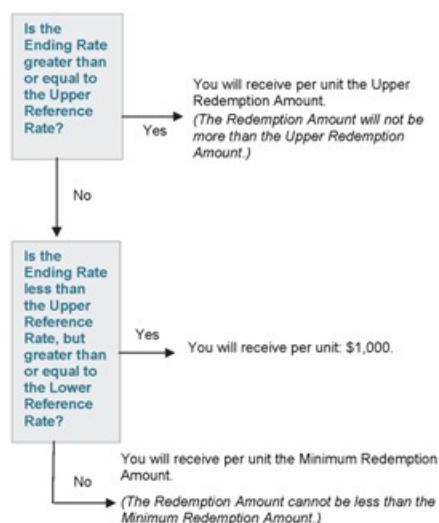 Is the
Ending Rate
greater than
or equal to
the Upper
Reference
Rate?
Yes
You will receive per unit the Upper
Redemption Amount.
(The Redemption Amount will not be
more than the Upper Redemption
Amount.)
No
Is the
Ending Rate
less than
the Upper
Reference
Rate, but
greater than
or equal to
the Lower
Reference
Rate?
Yes
You will receive per unit: $1,000.
No
You will receive per unit the Minimum Redemption
Amount.
(The Redemption Amount cannot be less than the
Minimum Redemption Amount.)